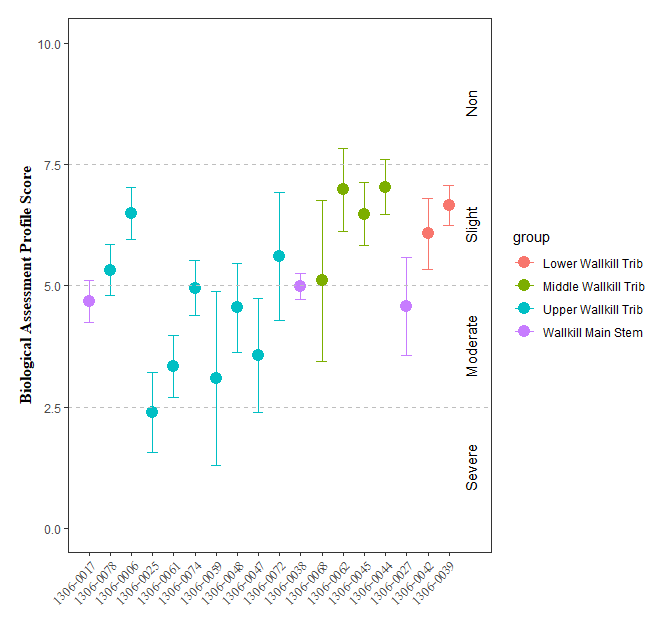 Biological Assessment Profile Score
10.0
7.5
5.0
2.5
0.0
Non
Slight
Moderate
Severe
1306-0017
1306-0078
1306-0006
1306-0025
1306-0061
1306-0074
1306-0059
1306-0048
1306-0047
1306-0072
1306-0038
1306-0068
1306-0062
1306-0045
1306-0044
1306-0027
1306-0042
1306-0039
group
Lower Wallkill Trib
Middle Wallkill Trib
Upper Wallkill Trib
Wallkill Main Stem